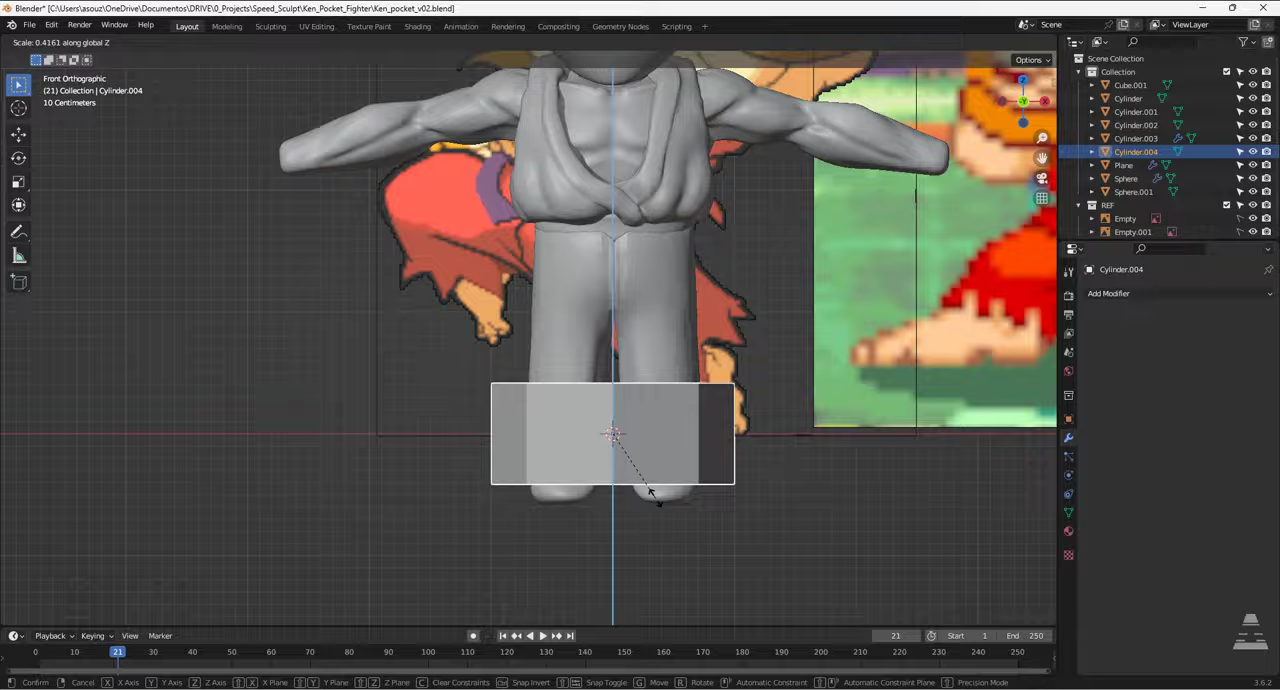 Blender* [C:\Users\asouz\OneDrive\Documentos\DRIVE\0_Projects\Speed_Sculpt\Ken_Pocket_Fighter\Ken_pocket_v02.blend]
File Edit Render Window Help Layout Modeling Sculpting UV Editing Texture Paint Shading Animation Rendering Compositing Geometry Nodes Scripting + Scene ViewLayer
Scale: 0.4161 along global Z
Options
Front Orthographic
(21) Collection | Cylinder.004
10 Centimeters
Z
Y
X
Scene Collection
Collection
Cube.001
Cylinder
Cylinder.001
Cylinder.002
Cylinder.003
Cylinder.004
Plane
Sphere
Sphere.001
REF
Empty
Empty.001
Cylinder.004
Add Modifier
Playback Keying View Marker 21 Start 1 End 250
0 10 21 30 40 50 60 70 80 90 100 110 120 130 140 150 160 170 180 190 200 210 220 230 240 250
Confirm Cancel X X Axis Y Y Axis Z Z Axis X X Plane Y Y Plane Z Z Plane C Clear Constraints Snap Invert Snap Toggle G Move R Rotate Automatic Constraint Automatic Constraint Plane Precision Mode 3.6.2